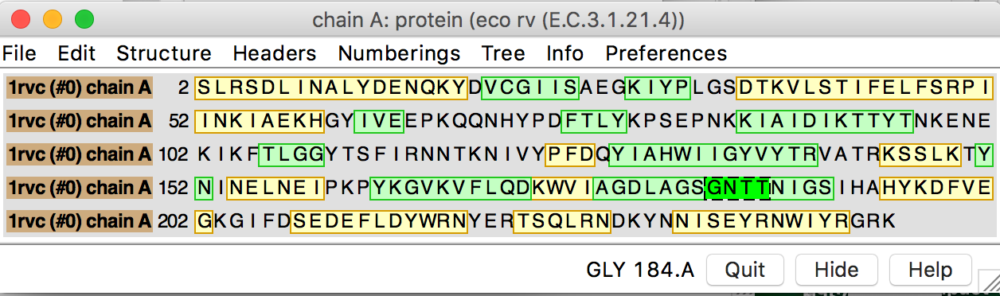 chain A: protein (eco rv (E.C.3.1.21.4))
File Edit Structure Headers Numberings Tree Info Preferences
1rvc (#0) chain A 2 SLRSDLINALYDENQKYDVCGIISAEGKIYPLGSDTKVLSTIFELFSRPI
1rvc (#0) chain A 52 INKIAEKHGYIVEEPKQQNHYPDFTLYKPSEPNKKIAIDIKTTYTNKENE
1rvc (#0) chain A 102 KIKFTLGGYTSFIRNNTKNIVYPFDQYIAHWIIGYVYTRVATRKSSLKTY
1rvc (#0) chain A 152 NINELNEIPKPYKGVKVFLQDKWVIAGDLAGSGNTTNIGSIHAHYKDFVE
1rvc (#0) chain A 202 GKGIFDSEDEFLDYWRNYERTSQLRNDKYNNISEYRNWIYRGRK
GLY 184.A Quit Hide Help